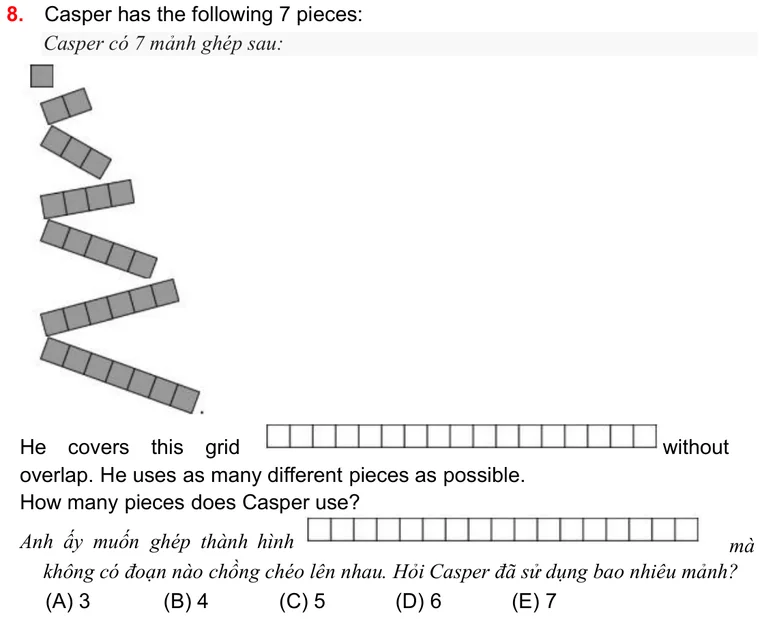 8. Casper has the following 7 pieces:
Casper có 7 mảnh ghép sau:
.
He covers this grid without
overlap. He uses as many different pieces as possible.
How many pieces does Casper use?
Anh ấy muốn ghép thành hình mà
không có đoạn nào chồng chéo lên nhau. Hỏi Casper đã sử dụng bao nhiêu mảnh?
(A) 3 (B) 4 (C) 5 (D) 6 (E) 7